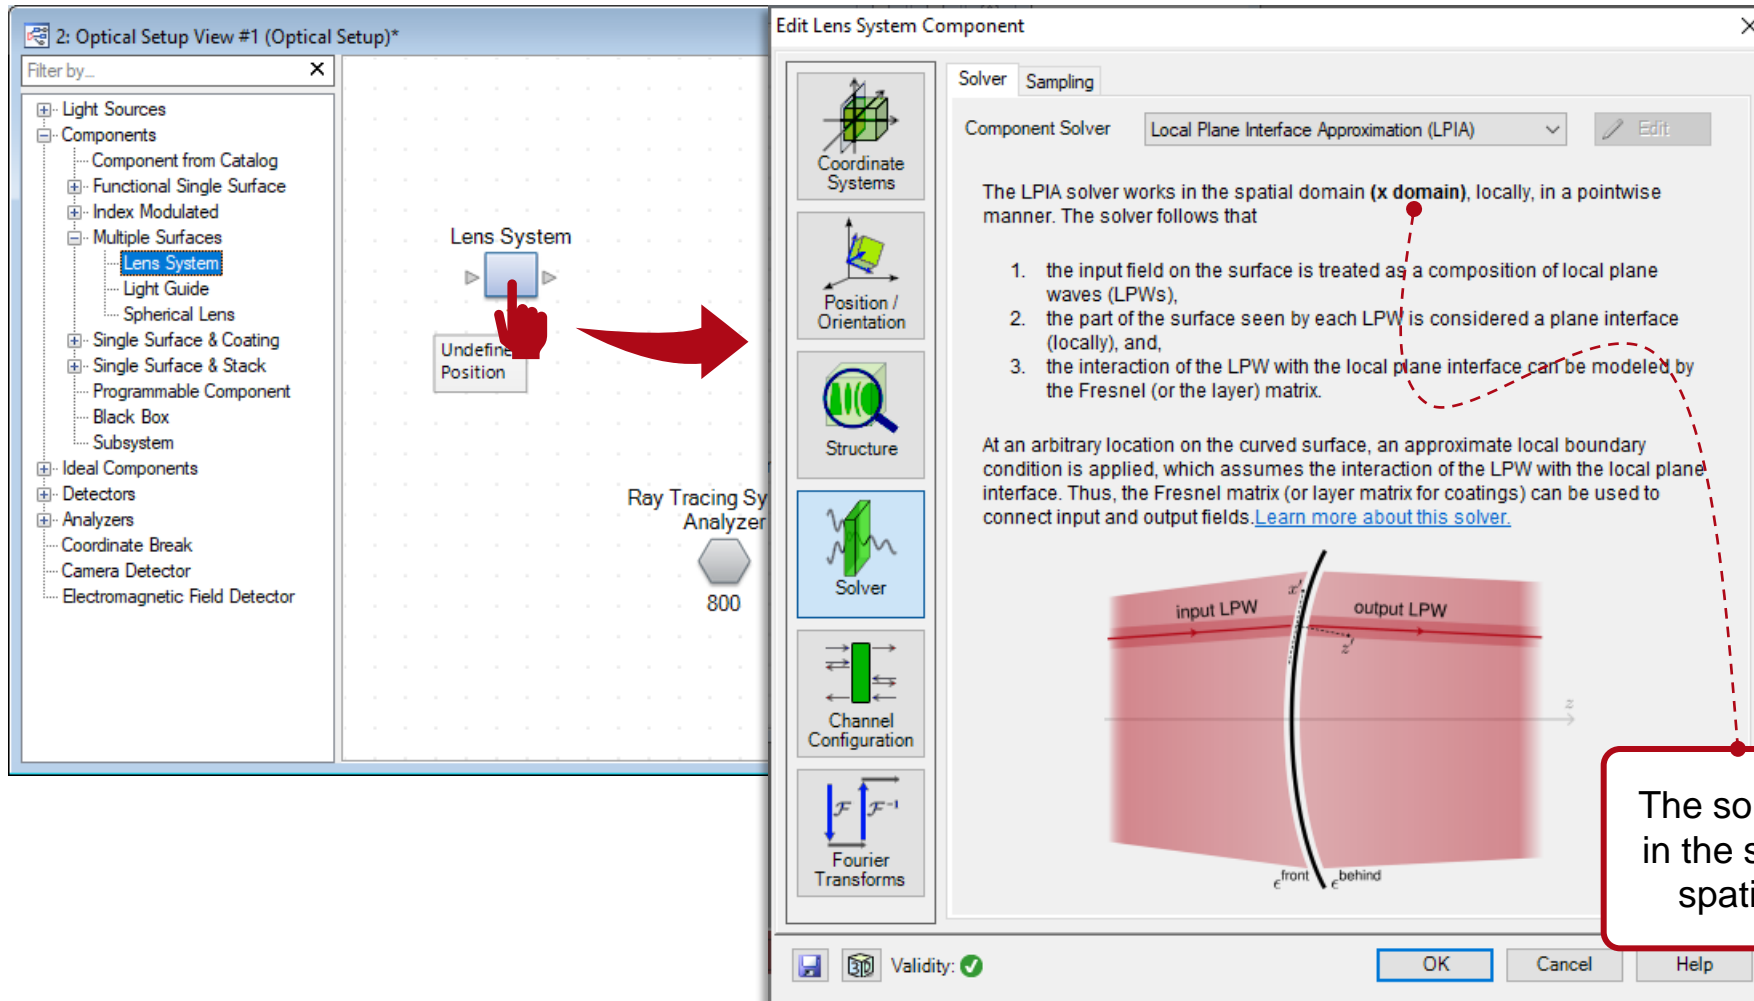 2: Optical Setup View #1 (Optical Setup)*
Filter by...
Light Sources
Components
Component from Catalog
Functional Single Surface
Index Modulated
Multiple Surfaces
Lens System
Light Guide
Spherical Lens
Single Surface & Coating
Single Surface & Stack
Programmable Component
Black Box
Subsystem
Ideal Components
Detectors
Analyzers
Coordinate Break
Camera Detector
Electromagnetic Field Detector
Lens System
Undefine
Position
Ray Tracing Sy
Analyzer
800
Edit Lens System Component
Coordinate
Systems
Position /
Orientation
Structure
Solver
Channel
Configuration
ℱ ℱ⁻¹
Fourier
Transforms
Solver Sampling
Component Solver Local Plane Interface Approximation (LPIA) Edit
The LPIA solver works in the spatial domain (x domain), locally, in a pointwise
manner. The solver follows that
1. the input field on the surface is treated as a composition of local plane
waves (LPWs),
2. the part of the surface seen by each LPW is considered a plane interface
(locally), and,
3. the interaction of the LPW with the local plane interface can be modeled by
the Fresnel (or the layer) matrix.
At an arbitrary location on the curved surface, an approximate local boundary
condition is applied, which assumes the interaction of the LPW with the local plane
interface. Thus, the Fresnel matrix (or layer matrix for coatings) can be used to
connect input and output fields.Learn more about this solver.
input LPW x' output LPW
z'
z
ϵfront ϵbehind
The so
in the s
spati
Validity: OK Cancel Help